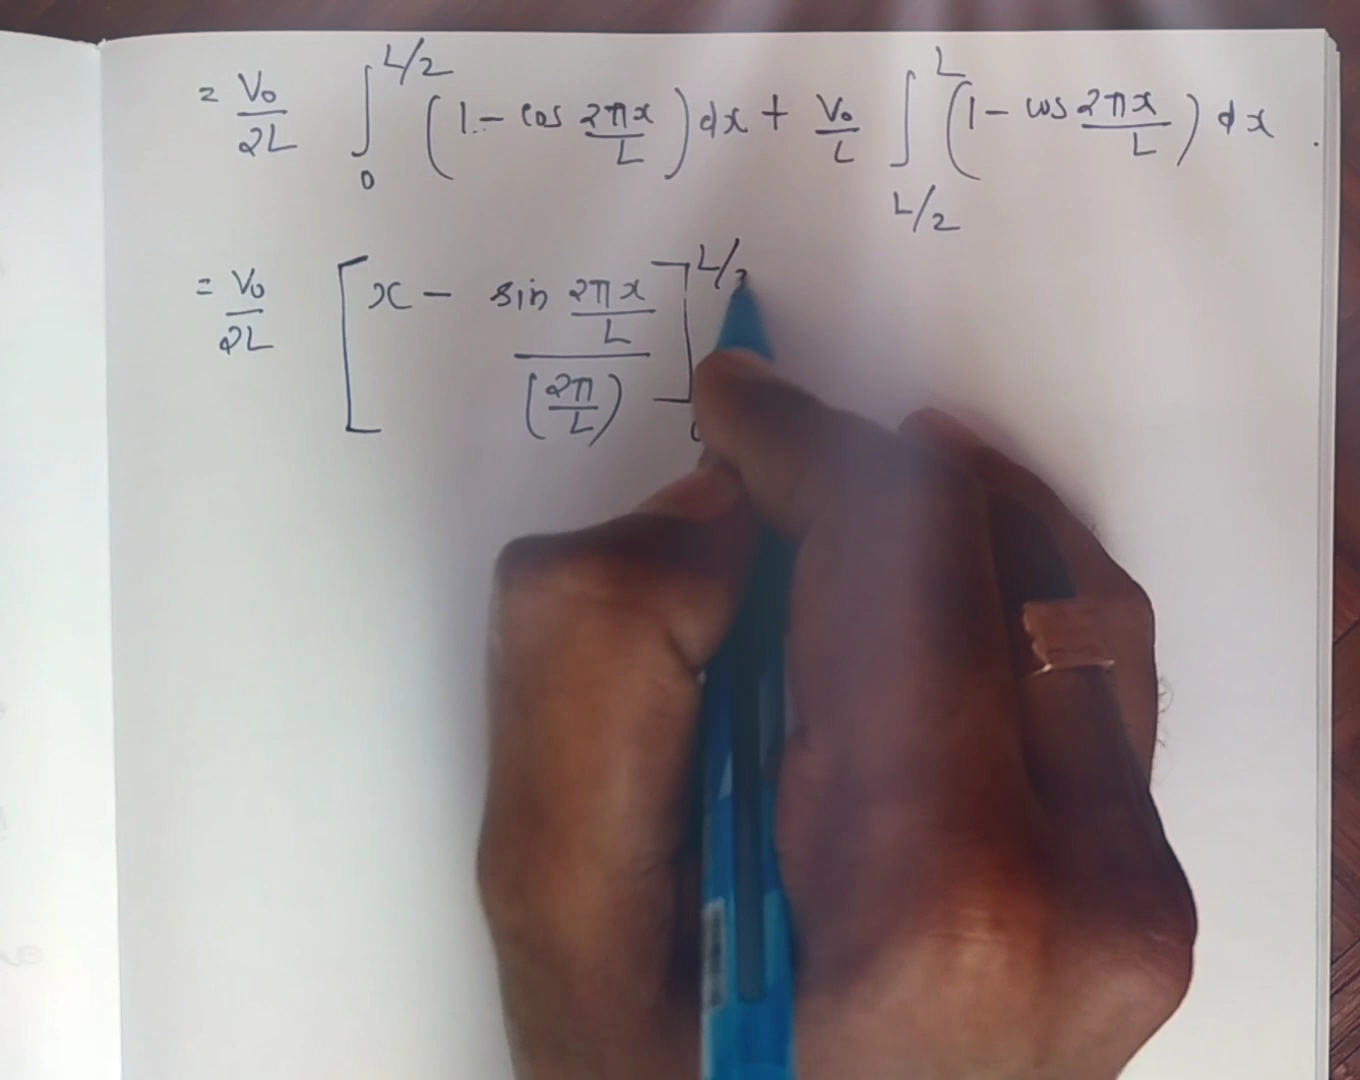 = V₀/2L ∫₀^{L/2} (1 - cos 2πx/L) dx + V₀/L ∫_{L/2}^{L} (1 - cos 2πx/L) dx .
= V₀/2L [x - sin 2πx/L / (2π/L)]^{L/2}